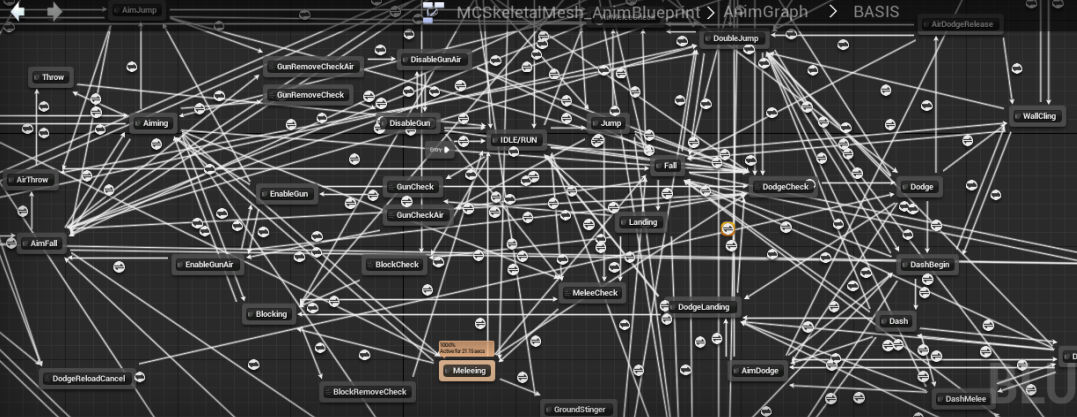 MCSkeletalMesh_AnimBlueprint > AnimGraph > BASIS
AimJump
AirDodgeRelease
DoubleJump
DisableGunAir
GunRemoveCheckAir
Throw
GunRemoveCheck
WallCling
Aiming
DisableGun
Jump
IDLE/RUN
Entry
Fall
AirThrow
GunCheck
DodgeCheck
Dodge
EnableGun
GunCheckAir
Landing
AimFall
EnableGunAir
BlockCheck
DashBegin
MeleeCheck
DodgeLanding
Blocking
Dash
100.0%
Active for 21.15 secs
Meleeing
AimDodge
DodgeReloadCancel
BlockRemoveCheck
DashMelee
GroundStinger
BLU